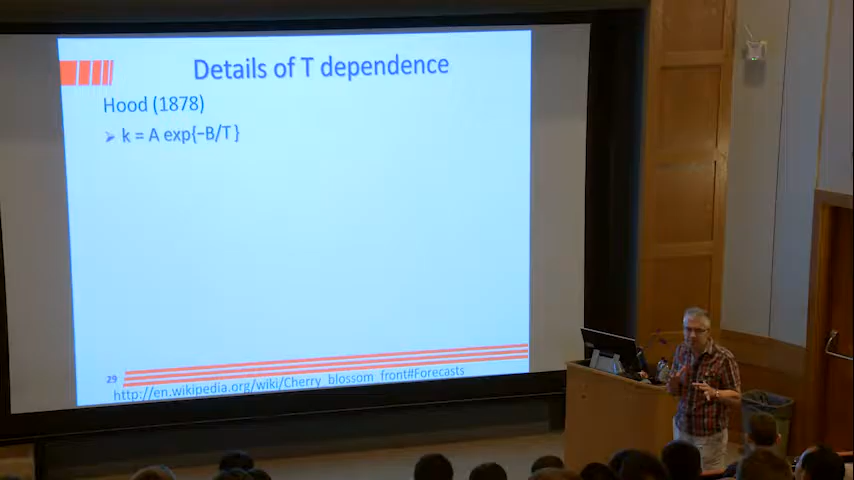 Details of T dependence
Hood (1878)
➢ k = A exp{−B/T}
29
http://en.wikipedia.org/wiki/Cherry_blossom_front#Forecasts